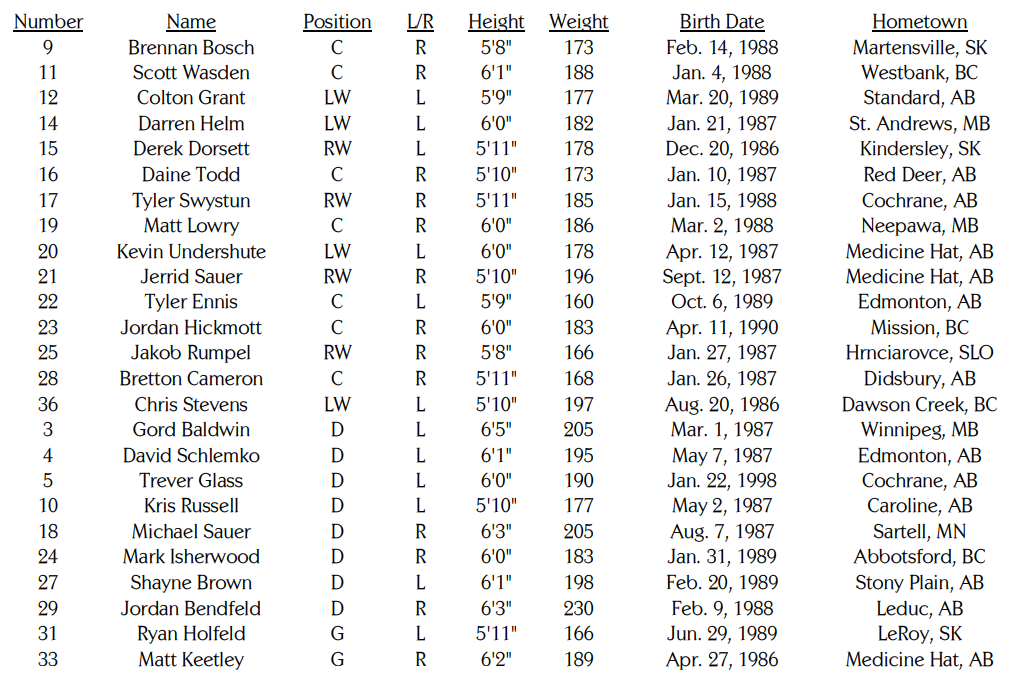 Number Name Position L/R Height Weight Birth Date Hometown
9 Brennan Bosch C R 5'8" 173 Feb. 14, 1988 Martensville, SK
11 Scott Wasden C R 6'1" 188 Jan. 4, 1988 Westbank, BC
12 Colton Grant LW L 5'9" 177 Mar. 20, 1989 Standard, AB
14 Darren Helm LW L 6'0" 182 Jan. 21, 1987 St. Andrews, MB
15 Derek Dorsett RW L 5'11" 178 Dec. 20, 1986 Kindersley, SK
16 Daine Todd C R 5'10" 173 Jan. 10, 1987 Red Deer, AB
17 Tyler Swystun RW R 5'11" 185 Jan. 15, 1988 Cochrane, AB
19 Matt Lowry C R 6'0" 186 Mar. 2, 1988 Neepawa, MB
20 Kevin Undershute LW L 6'0" 178 Apr. 12, 1987 Medicine Hat, AB
21 Jerrid Sauer RW R 5'10" 196 Sept. 12, 1987 Medicine Hat, AB
22 Tyler Ennis C L 5'9" 160 Oct. 6, 1989 Edmonton, AB
23 Jordan Hickmott C R 6'0" 183 Apr. 11, 1990 Mission, BC
25 Jakob Rumpel RW R 5'8" 166 Jan. 27, 1987 Hrnciarovce, SLO
28 Bretton Cameron C R 5'11" 168 Jan. 26, 1987 Didsbury, AB
36 Chris Stevens LW L 5'10" 197 Aug. 20, 1986 Dawson Creek, BC
3 Gord Baldwin D L 6'5" 205 Mar. 1, 1987 Winnipeg, MB
4 David Schlemko D L 6'1" 195 May 7, 1987 Edmonton, AB
5 Trever Glass D L 6'0" 190 Jan. 22, 1998 Cochrane, AB
10 Kris Russell D L 5'10" 177 May 2, 1987 Caroline, AB
18 Michael Sauer D R 6'3" 205 Aug. 7, 1987 Sartell, MN
24 Mark Isherwood D R 6'0" 183 Jan. 31, 1989 Abbotsford, BC
27 Shayne Brown D L 6'1" 198 Feb. 20, 1989 Stony Plain, AB
29 Jordan Bendfeld D R 6'3" 230 Feb. 9, 1988 Leduc, AB
31 Ryan Holfeld G L 5'11" 166 Jun. 29, 1989 LeRoy, SK
33 Matt Keetley G R 6'2" 189 Apr. 27, 1986 Medicine Hat, AB